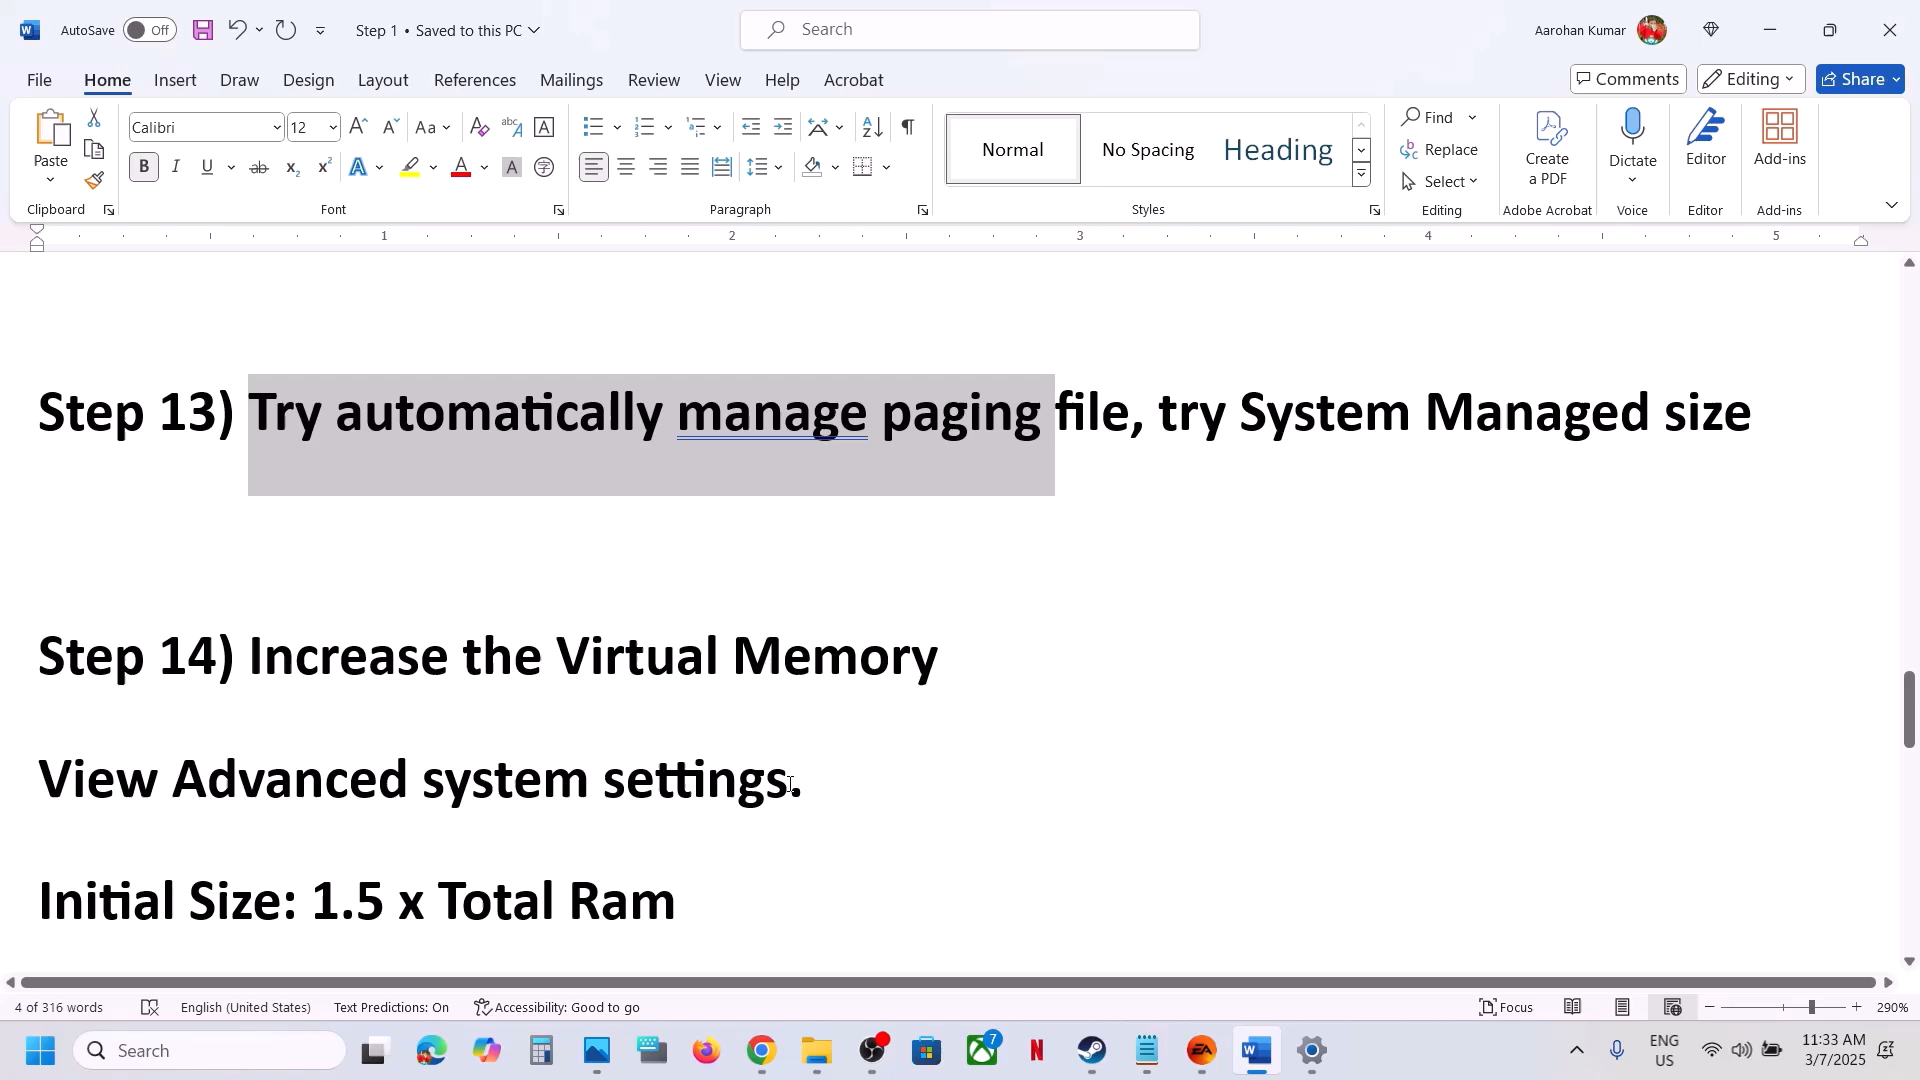 AutoSave Off Step 1 • Saved to this PC Search Aarohan Kumar
File Home Insert Draw Design Layout References Mailings Review View Help Acrobat Comments Editing Share
Calibri 12 Aa Normal No Spacing Heading Find
Paste Replace Create a PDF Dictate Editor Add-ins
B I U ab x₂ x² A A A Select
Clipboard Font Paragraph Styles Editing Adobe Acrobat Voice Editor Add-ins
1 2 3 4 5
Step 13) Try automatically manage paging file, try System Managed size
Step 14) Increase the Virtual Memory
View Advanced system settings.
Initial Size: 1.5 x Total Ram
4 of 316 words English (United States) Text Predictions: On Accessibility: Good to go Focus 290%
Search 7 ENG US 11:33 AM 3/7/2025